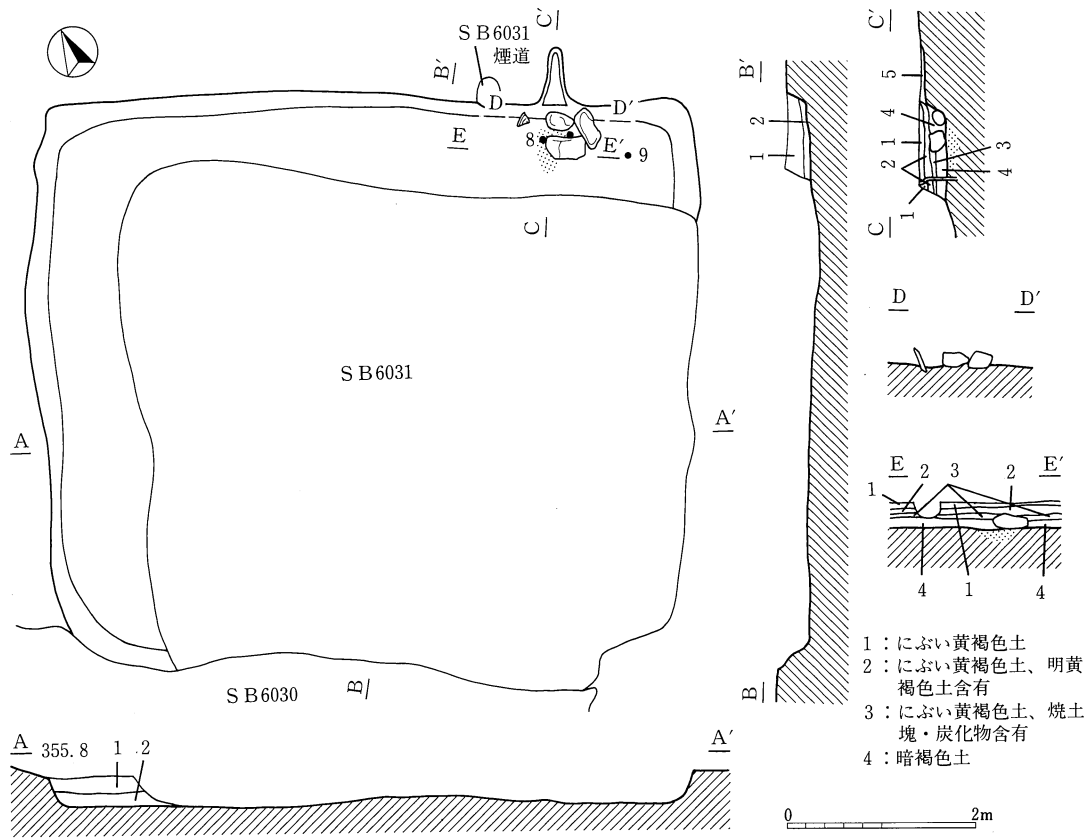 SB6031
煙道
C′
B′
D
D′
E
E′
8
9
C
SB6031
A
A′
SB6030
B
A
355.8
1
2
A′
B′
2
1
B
C′
5
4
1
2
3
4
1
C
D
D′
E
2
3
2
E′
1
4
1
4
1:にぶい黄褐色土
2:にぶい黄褐色土、明黄
褐色土含有
3:にぶい黄褐色土、焼土
塊・炭化物含有
4:暗褐色土
0
2m